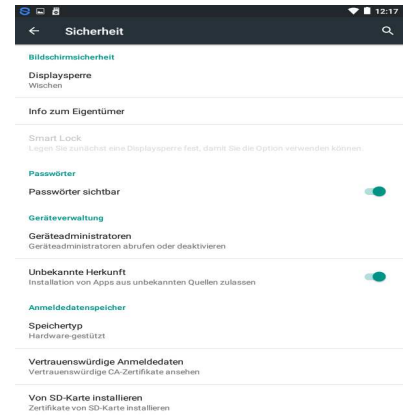 12:17
Sicherheit
Bildschirmsicherheit
Displaysperre
Wischen
Info zum Eigentümer
Smart Lock
Legen Sie zunächst eine Displaysperre fest, damit Sie die Option verwenden können.
Passwörter
Passwörter sichtbar
Geräteverwaltung
Geräteadministratoren
Geräteadministratoren abrufen oder deaktivieren
Unbekannte Herkunft
Installation von Apps aus unbekannten Quellen zulassen
Anmeldedatenspeicher
Speichertyp
Hardware-gestützt
Vertrauenswürdige Anmeldedaten
Vertrauenswürdige CA-Zertifikate ansehen
Von SD-Karte installieren
Zertifikate von SD-Karte installieren